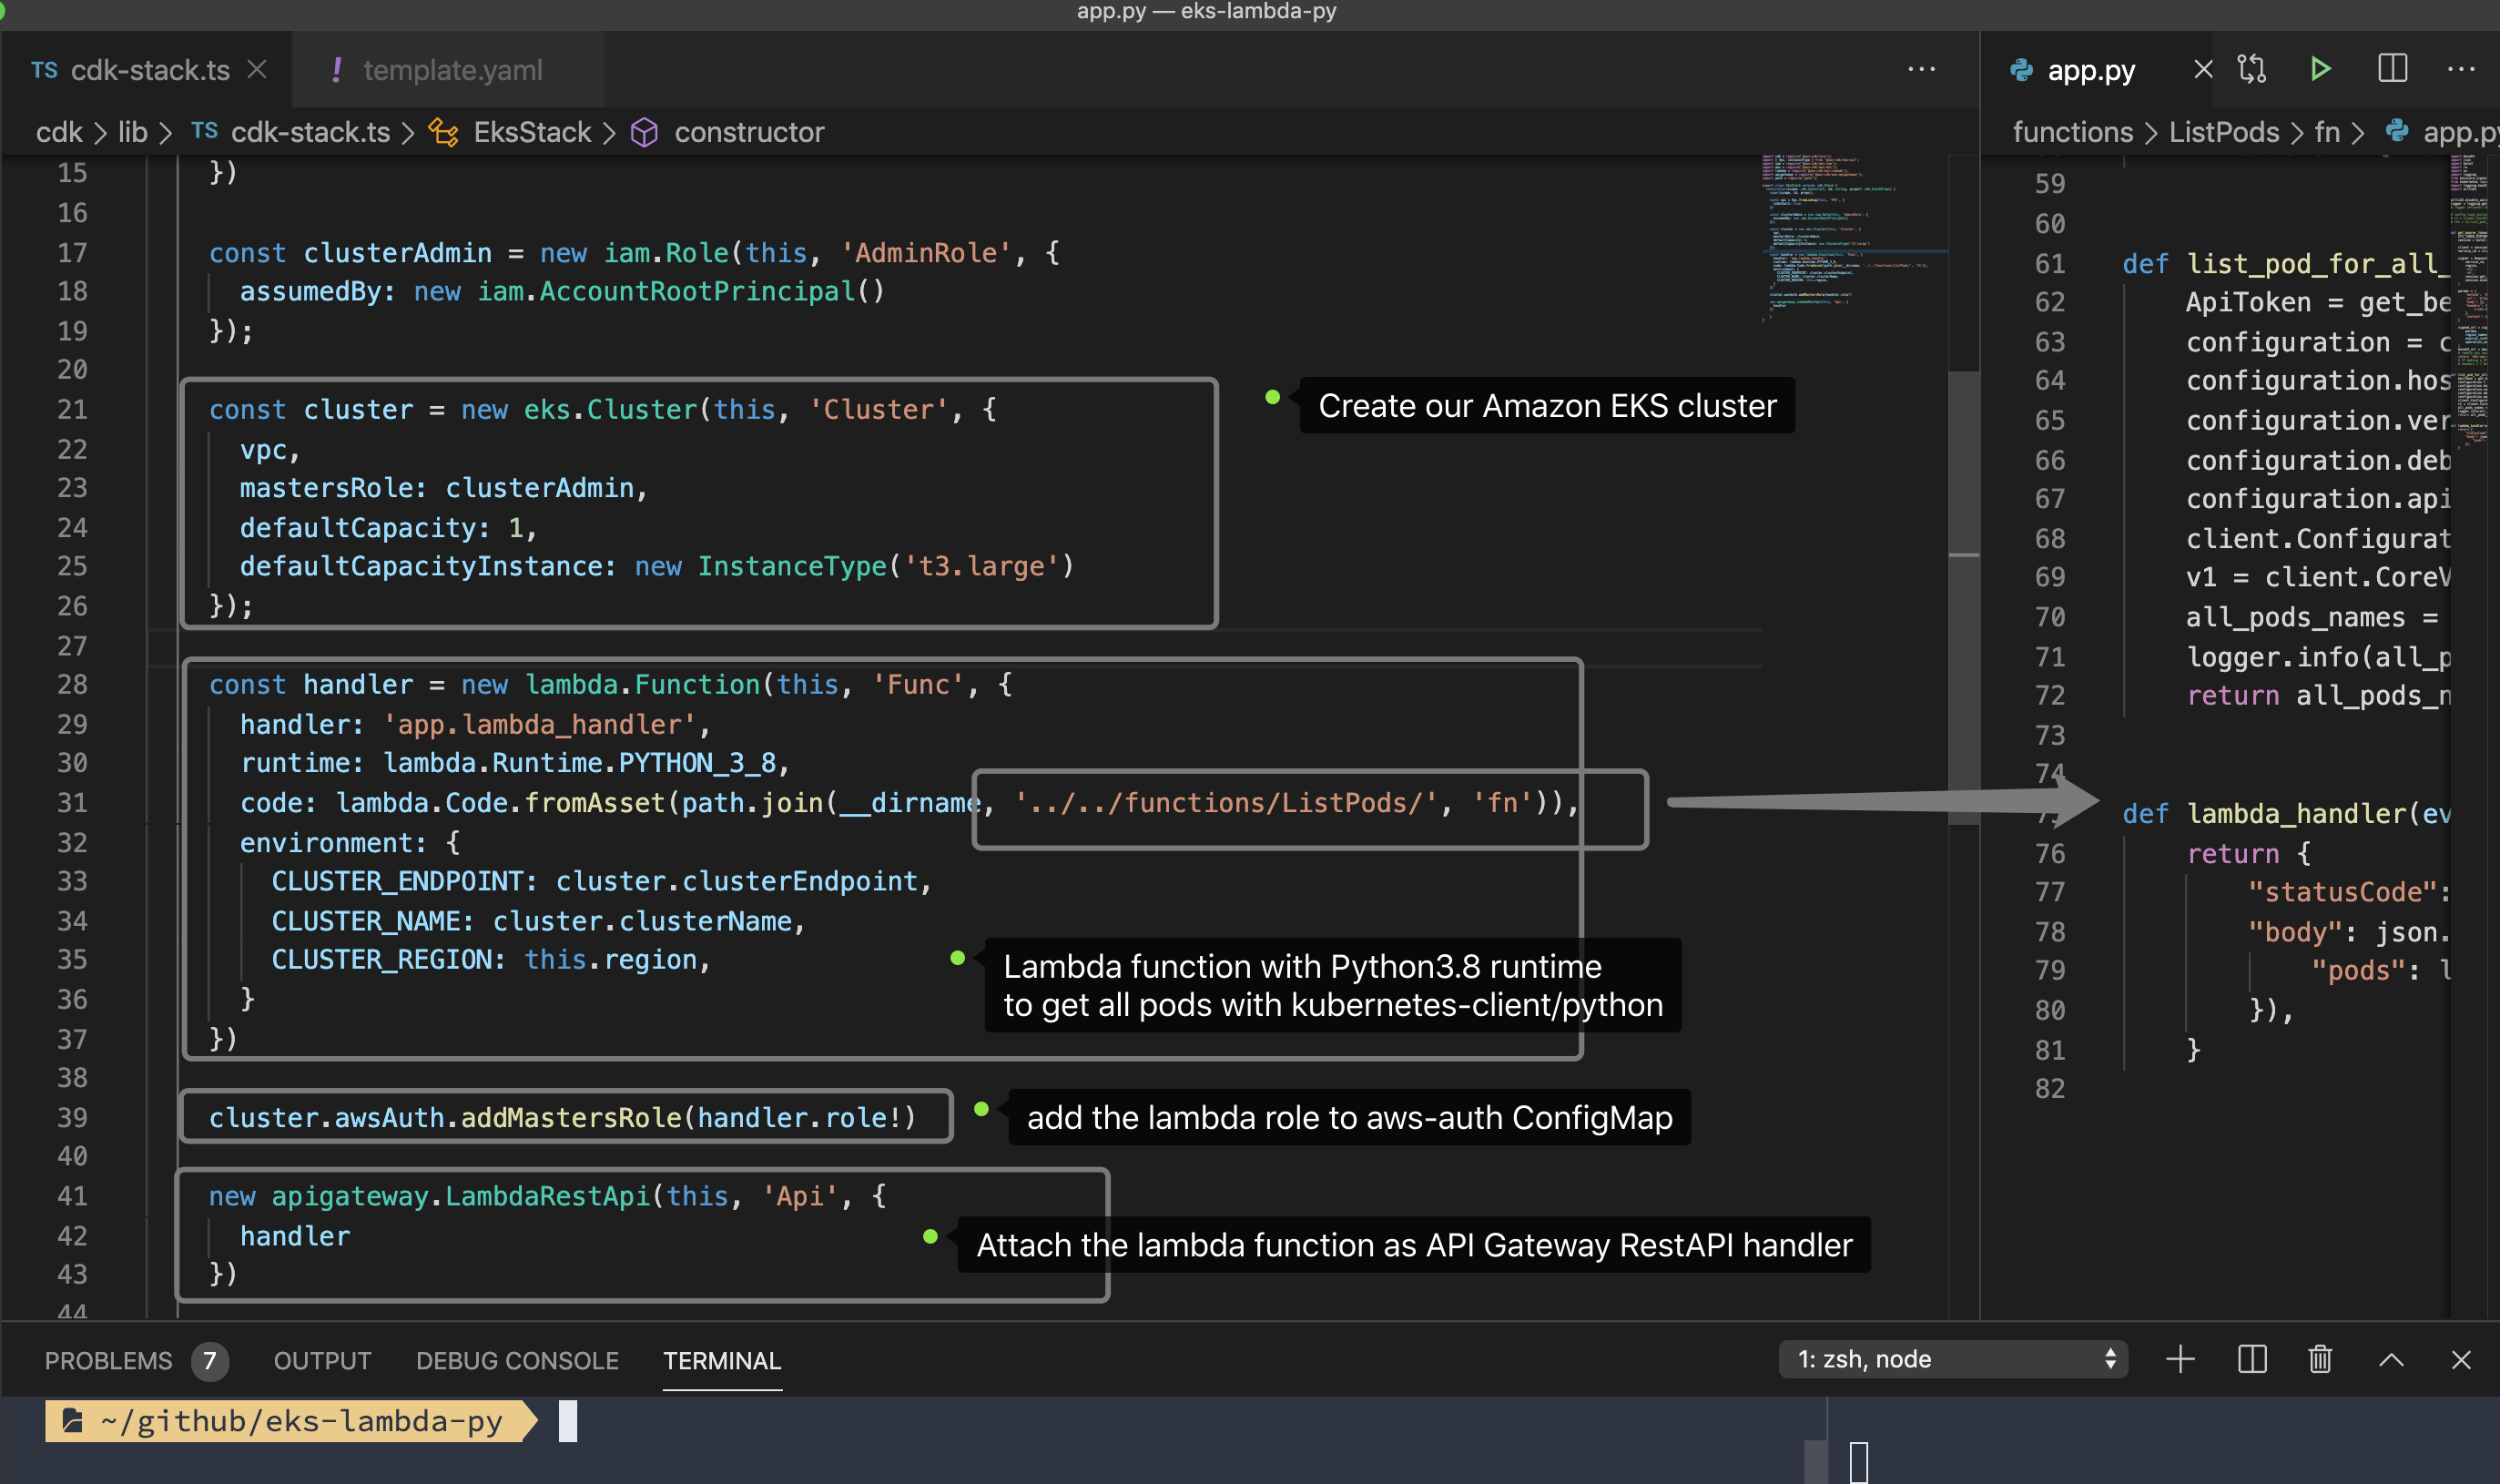 app.py — eks-lambda-py
TS cdk-stack.ts
! template.yaml
cdk > lib > TS cdk-stack.ts > EksStack > constructor
15 })
16
17 const clusterAdmin = new iam.Role(this, 'AdminRole', {
18 assumedBy: new iam.AccountRootPrincipal()
19 });
20
21 const cluster = new eks.Cluster(this, 'Cluster', {
22 vpc,
23 mastersRole: clusterAdmin,
24 defaultCapacity: 1,
25 defaultCapacityInstance: new InstanceType('t3.large')
26 });
27
28 const handler = new lambda.Function(this, 'Func', {
29 handler: 'app.lambda_handler',
30 runtime: lambda.Runtime.PYTHON_3_8,
31 code: lambda.Code.fromAsset(path.join(__dirname, '../../functions/ListPods/', 'fn')),
32 environment: {
33 CLUSTER_ENDPOINT: cluster.clusterEndpoint,
34 CLUSTER_NAME: cluster.clusterName,
35 CLUSTER_REGION: this.region,
36 }
37 })
38
39 cluster.awsAuth.addMastersRole(handler.role!)
40
41 new apigateway.LambdaRestApi(this, 'Api', {
42 handler
43 })
44
Create our Amazon EKS cluster
Lambda function with Python3.8 runtime
to get all pods with kubernetes-client/python
add the lambda role to aws-auth ConfigMap
Attach the lambda function as API Gateway RestAPI handler
app.py
functions > ListPods > fn > app.py
59
60
61 def list_pod_for_all_
62 ApiToken = get_be
63 configuration = c
64 configuration.hos
65 configuration.ver
66 configuration.deb
67 configuration.api
68 client.Configurat
69 v1 = client.CoreV
70 all_pods_names =
71 logger.info(all_p
72 return all_pods_n
73
74
75 def lambda_handler(ev
76 return {
77 "statusCode":
78 "body": json.
79 "pods": l
80 }),
81 }
82
PROBLEMS 7 OUTPUT DEBUG CONSOLE TERMINAL
1: zsh, node
~/github/eks-lambda-py